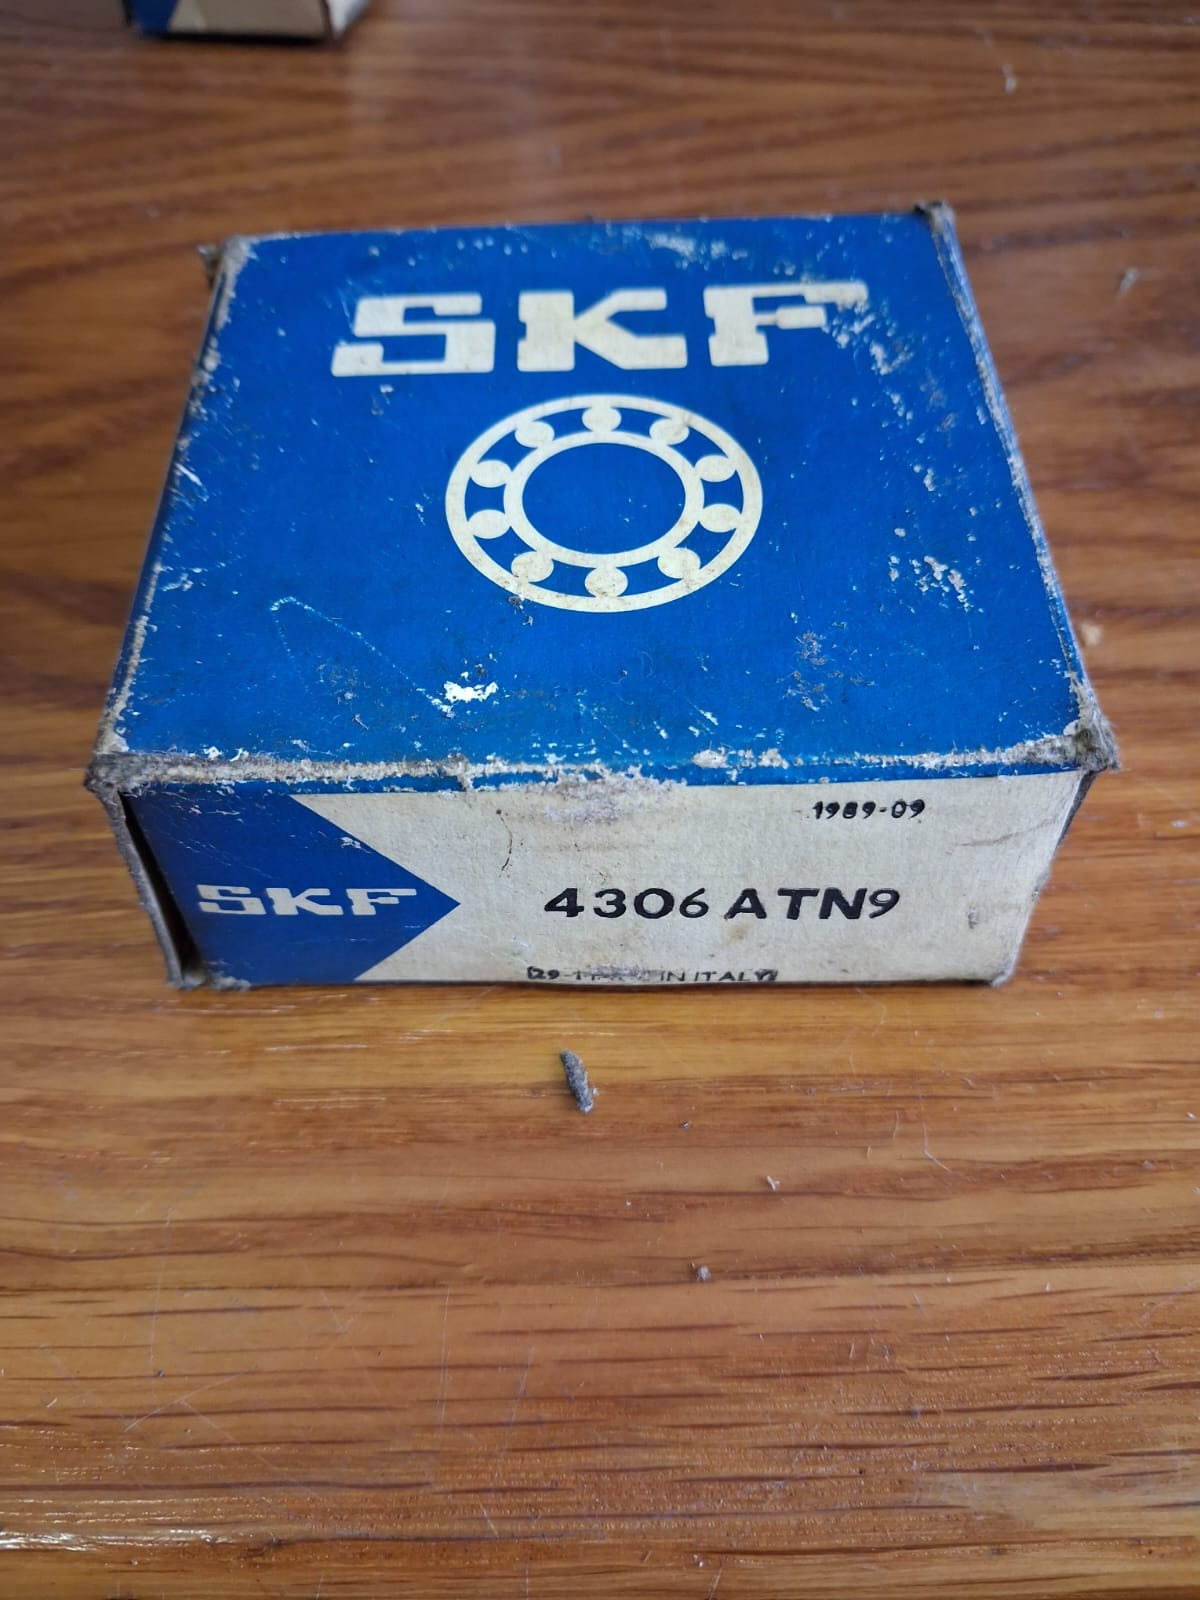 SKF
1989-09
SKF
4306 ATN9
IN ITALY